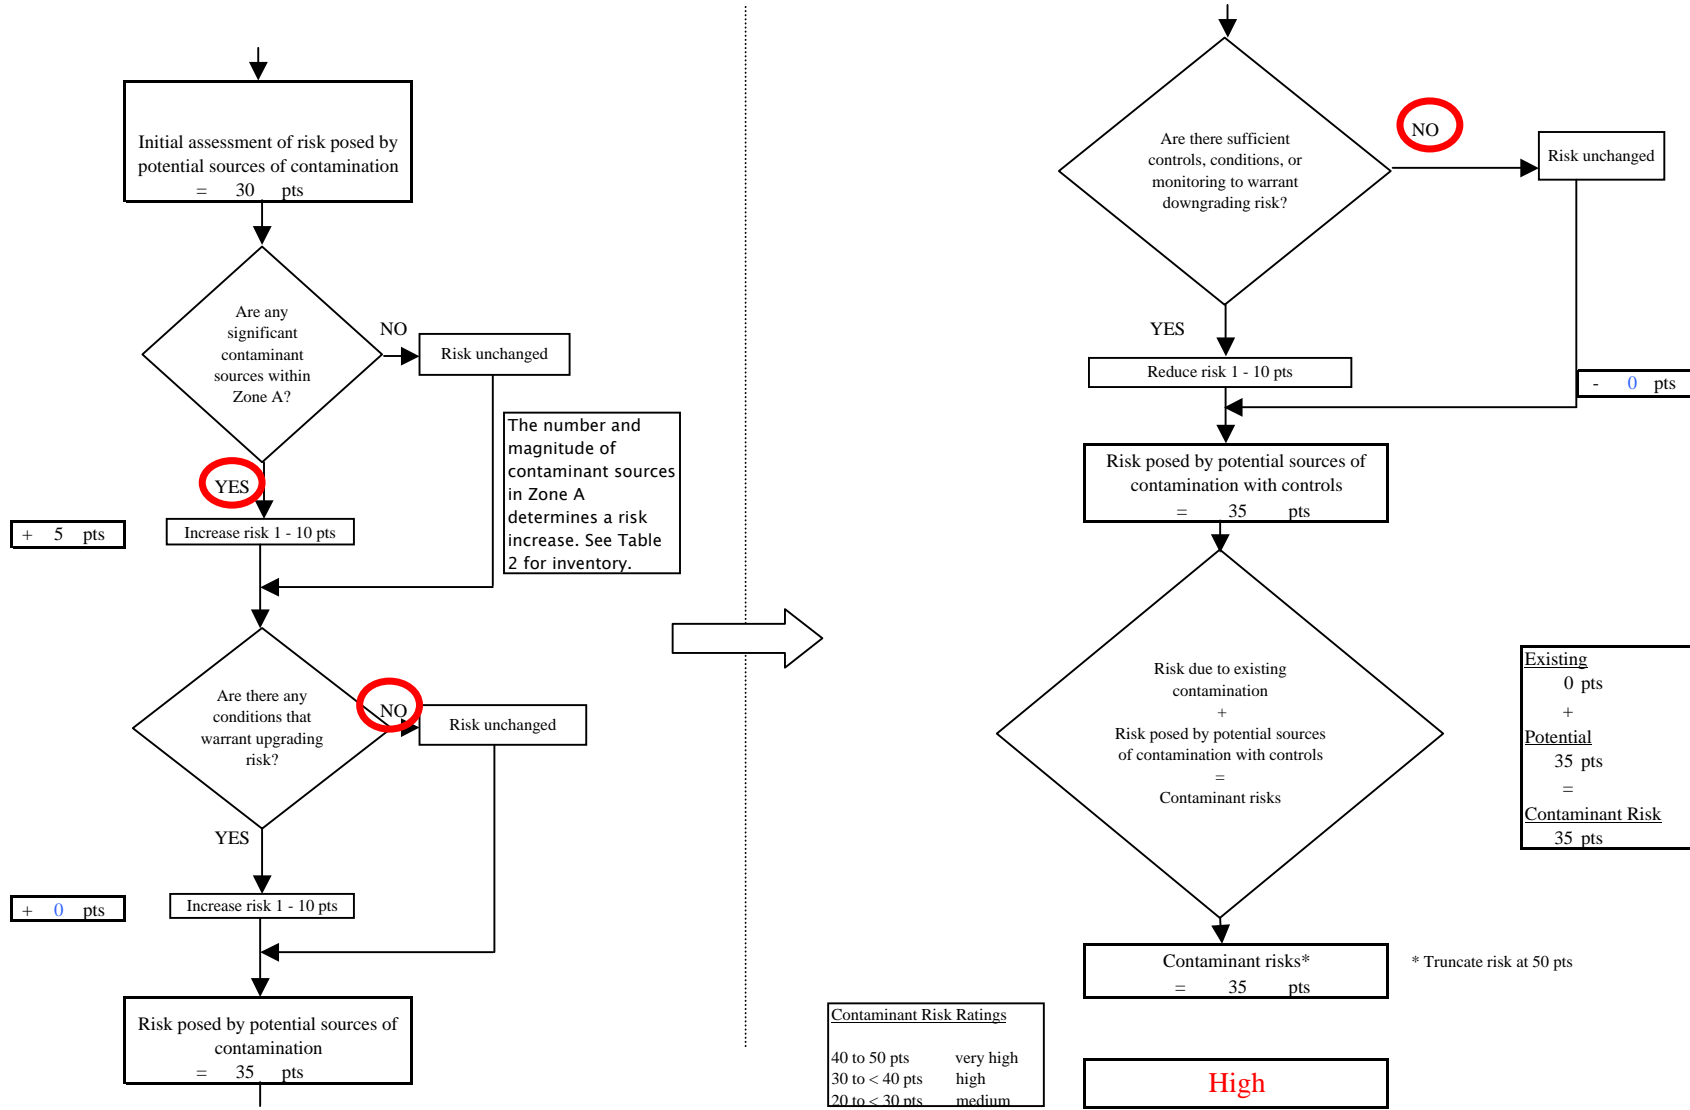 Initial assessment of risk posed by
potential sources of contamination
= 30 pts
Are any
significant
contaminant
sources within
Zone A?
NO
Risk unchanged
The number and
magnitude of
contaminant sources
in Zone A
determines a risk
increase. See Table
2 for inventory.
YES
+ 5 pts
Increase risk 1 - 10 pts
Are there any
conditions that
warrant upgrading
risk?
NO
Risk unchanged
YES
+ 0 pts
Increase risk 1 - 10 pts
Risk posed by potential sources of
contamination
= 35 pts
Are there sufficient
controls, conditions, or
monitoring to warrant
downgrading risk?
NO
Risk unchanged
YES
Reduce risk 1 - 10 pts
- 0 pts
Risk posed by potential sources of
contamination with controls
= 35 pts
Risk due to existing
contamination
+
Risk posed by potential sources
of contamination with controls
=
Contaminant risks
Existing
0 pts
+
Potential
35 pts
=
Contaminant Risk
35 pts
Contaminant risks*
= 35 pts
* Truncate risk at 50 pts
Contaminant Risk Ratings
40 to 50 pts very high
30 to < 40 pts high
20 to < 30 pts medium
High